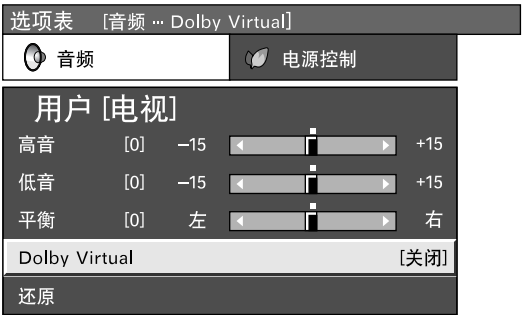 选项表 [音频 ··· Dolby Virtual]
音频 电源控制
用户 [电视]
高音 [0] −15 +15
低音 [0] −15 +15
平衡 [0] 左 右
Dolby Virtual [关闭]
还原